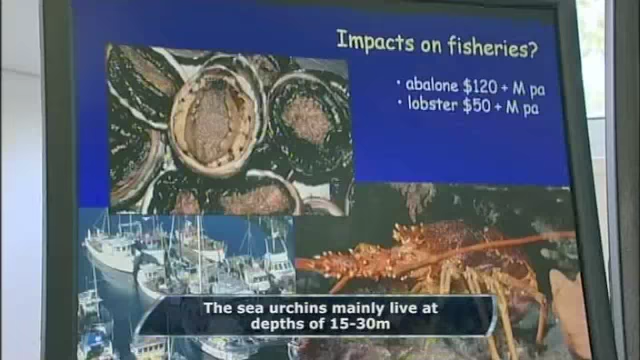 Impacts on fisheries?
• abalone $120 + M pa
• lobster $50 + M pa
The sea urchins mainly live at
depths of 15-30m